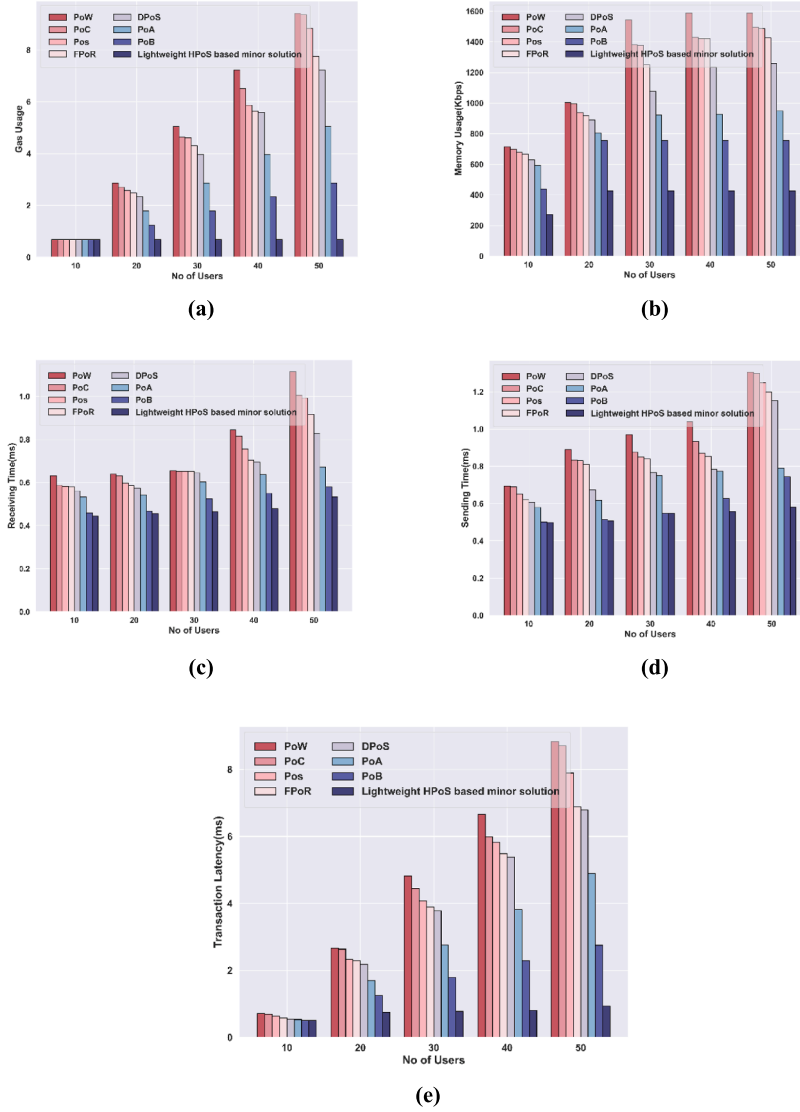 PoW
PoC
Pos
FPoR
DPoS
PoA
PoB
Lightweight HPoS based minor solution
Gas Usage
8
6
4
2
0
10 20 30 40 50
No of Users
(a)
PoW
PoC
Pos
FPoR
DPoS
PoA
PoB
Lightweight HPoS based minor solution
Memory Usage(Kbps)
1600
1400
1200
1000
800
600
400
200
0
10 20 30 40 50
No of Users
(b)
PoW
PoC
Pos
FPoR
DPoS
PoA
PoB
Lightweight HPoS based minor solution
Receiving Time(ms)
1.0
0.8
0.6
0.4
0.2
0.0
10 20 30 40 50
No of Users
(c)
PoW
PoC
Pos
FPoR
DPoS
PoA
PoB
Lightweight HPoS based minor solution
Sending Time(ms)
1.2
1.0
0.8
0.6
0.4
0.2
0.0
10 20 30 40 50
No of Users
(d)
PoW
PoC
Pos
FPoR
DPoS
PoA
PoB
Lightweight HPoS based minor solution
Transaction Latency(ms)
8
6
4
2
0
10 20 30 40 50
No of Users
(e)